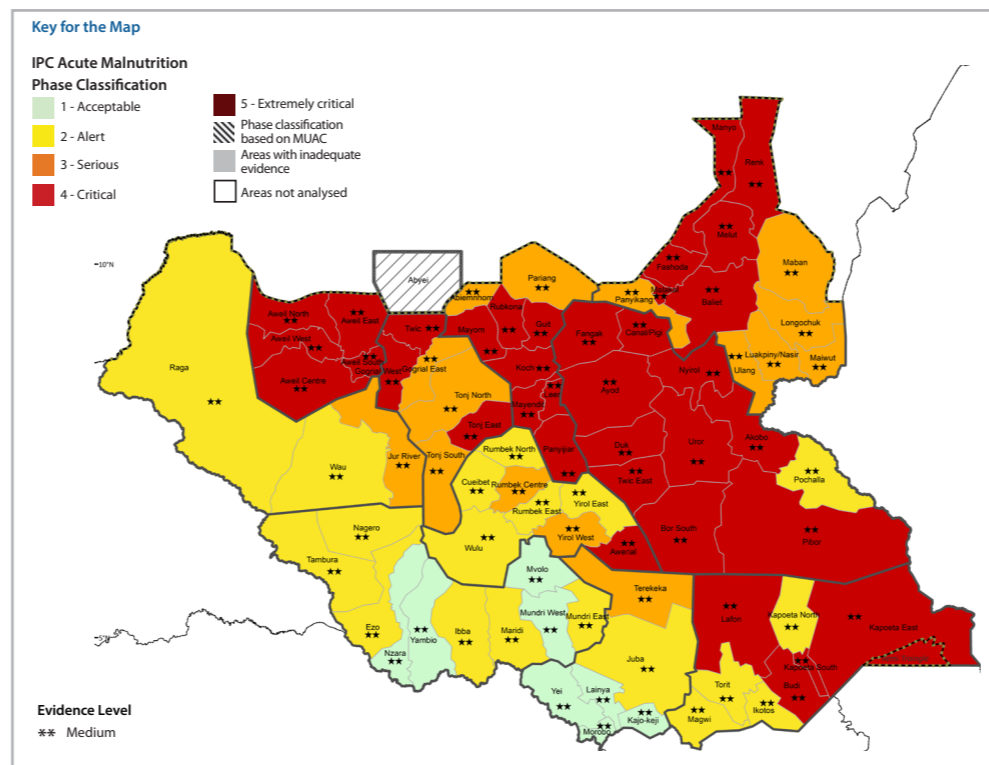 Key for the Map
IPC Acute Malnutrition
Phase Classification
1 - Acceptable
2 - Alert
3 - Serious
4 - Critical
5 - Extremely critical
Phase classification
based on MUAC
Areas with inadequate
evidence
Areas not analysed
10°N
Manyo
**
Renk
**
Melut
**
Fashoda
**
Maban
**
Abyei
Pariang
**
Abiemnhom
**
Panyikang
**
Malakal
**
Baliet
**
Raga
**
Aweil North
**
Aweil East
**
Aweil West
**
Aweil South
**
Aweil Centre
**
Twic **
Gogrial West
**
Gogrial East
**
Mayom
**
Rubkona
**
Guit
**
Koch **
Leer
**
Mayendit
**
Panyijiar
**
Fangak
**
Canal/Pigi
**
Longochuk
**
Luakpiny/Nasir
**
Maiwut
**
Ulang
**
Nyirol **
Ayod
**
Tonj North
**
Tonj East
**
Tonj South
**
Jur River
**
Wau
**
Rumbek North
**
Cueibet
**
Rumbek Centre
**
Rumbek East
**
Yirol East
**
Yirol West
**
Awerial
**
Wulu
**
Duk
**
Twic East
**
Uror
**
Akobo
**
Pochalla
**
Bor South
**
Pibor
**
Nagero
**
Tambura
**
Ezo
**
Nzara
**
Yambio
**
Ibba
**
Maridi
**
Mvolo
**
Mundri West
**
Mundri East
**
Terekeka
**
Juba
**
Yei
**
Lainya
**
Morobo
**
Kajo-keji
**
Lafon
**
Kapoeta North
**
Kapoeta East
**
Kapoeta South
**
Budi
**
Torit
**
Magwi
**
Ikotos
**
Evidence Level
** Medium